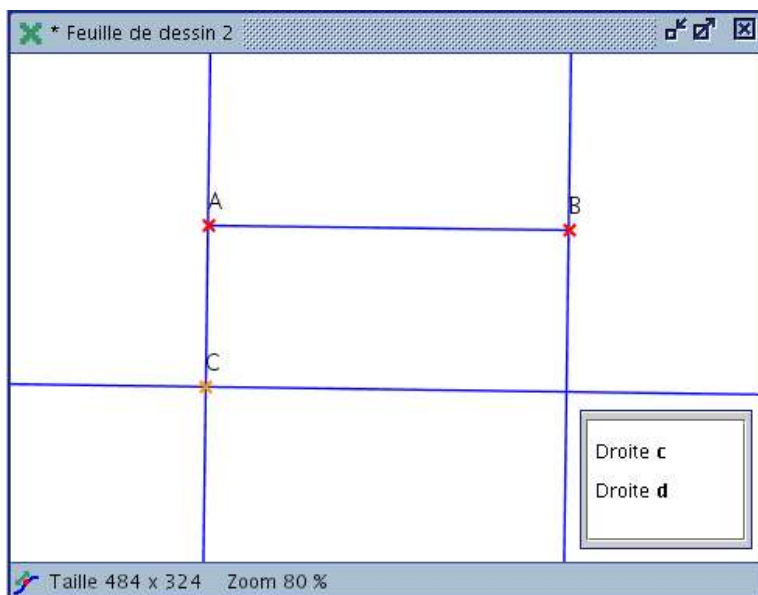 * Feuille de dessin 2
A
B
C
Droite c
Droite d
Taille 484 x 324 Zoom 80 %